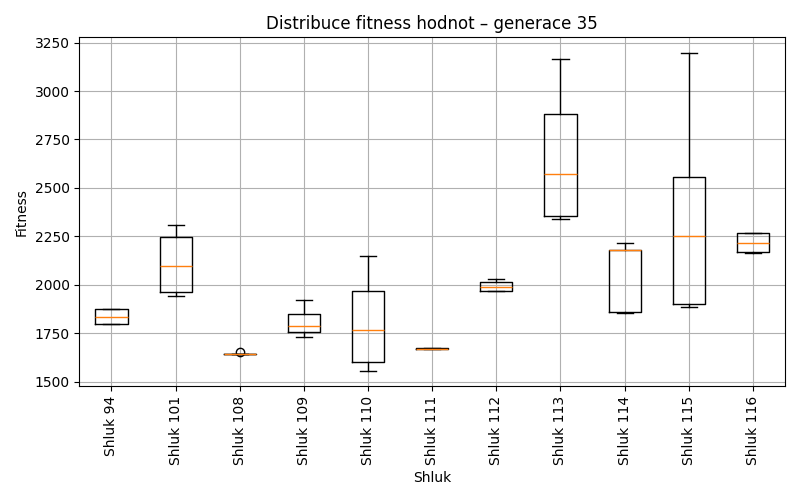 Distribuce fitness hodnot – generace 35
3250
3000
2750
2500
2250
2000
1750
1500
Fitness
Shluk 94
Shluk 101
Shluk 108
Shluk 109
Shluk 110
Shluk 111
Shluk 112
Shluk 113
Shluk 114
Shluk 115
Shluk 116
Shluk